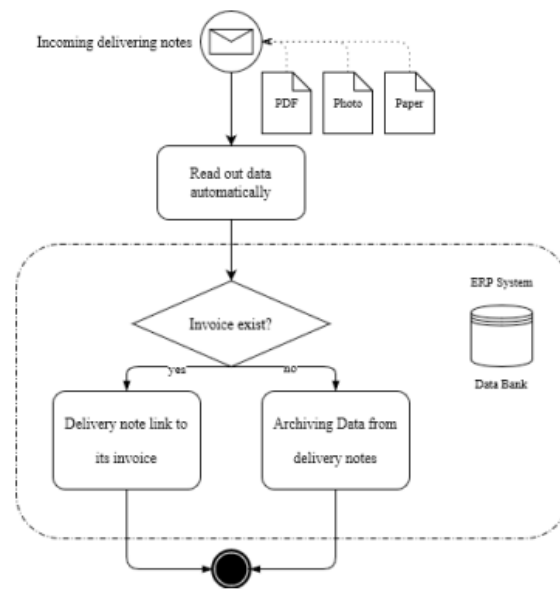 Incoming delivering notes
PDF
Photo
Paper
Read out data
automatically
ERP System
Invoice exist?
Data Bank
yes
no
Delivery note link to
its invoice
Archiving Data from
delivery notes